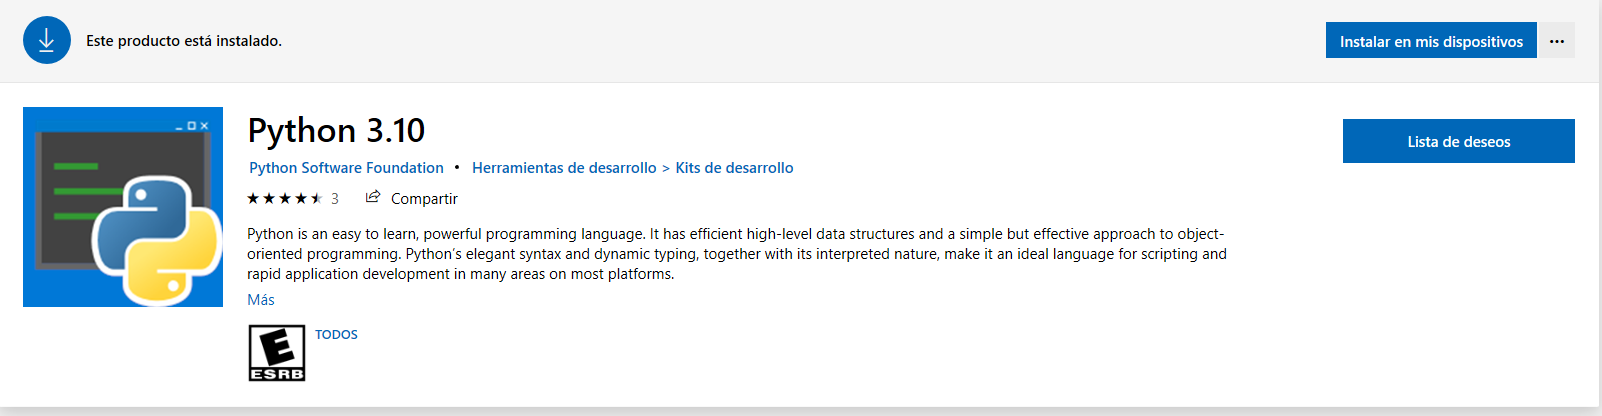 Este producto está instalado.
Instalar en mis dispositivos
...
Python 3.10
Lista de deseos
Python Software Foundation • Herramientas de desarrollo > Kits de desarrollo
3 Compartir
Python is an easy to learn, powerful programming language. It has efficient high-level data structures and a simple but effective approach to object-
oriented programming. Python’s elegant syntax and dynamic typing, together with its interpreted nature, make it an ideal language for scripting and
rapid application development in many areas on most platforms.
Más
E
ESRB
TODOS